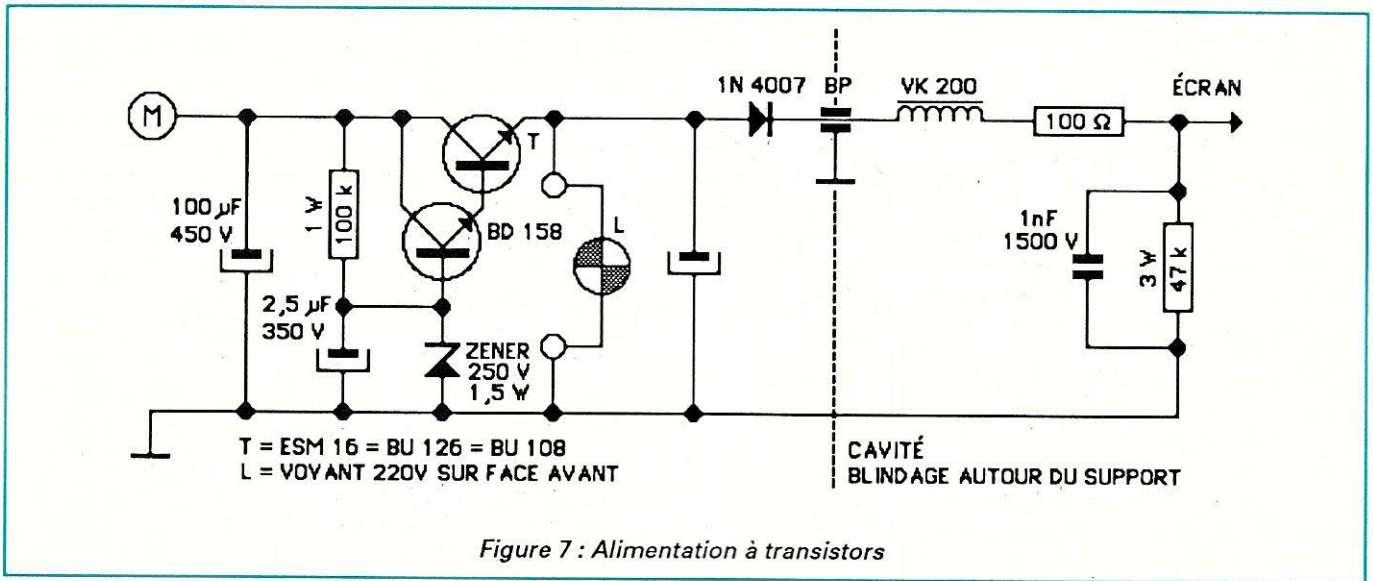 1N 4007
BP
VK 200
ÉCRAN
M
T
100 Ω
100 µF
450 V
1 W
100 k
BD 158
L
1nF
1500 V
3 W
47 k
2,5 µF
350 V
ZENER
250 V
1,5 W
T = ESM 16 = BU 126 = BU 108
L = VOYANT 220V SUR FACE AVANT
CAVITÉ
BLINDAGE AUTOUR DU SUPPORT
Figure 7 : Alimentation à transistors